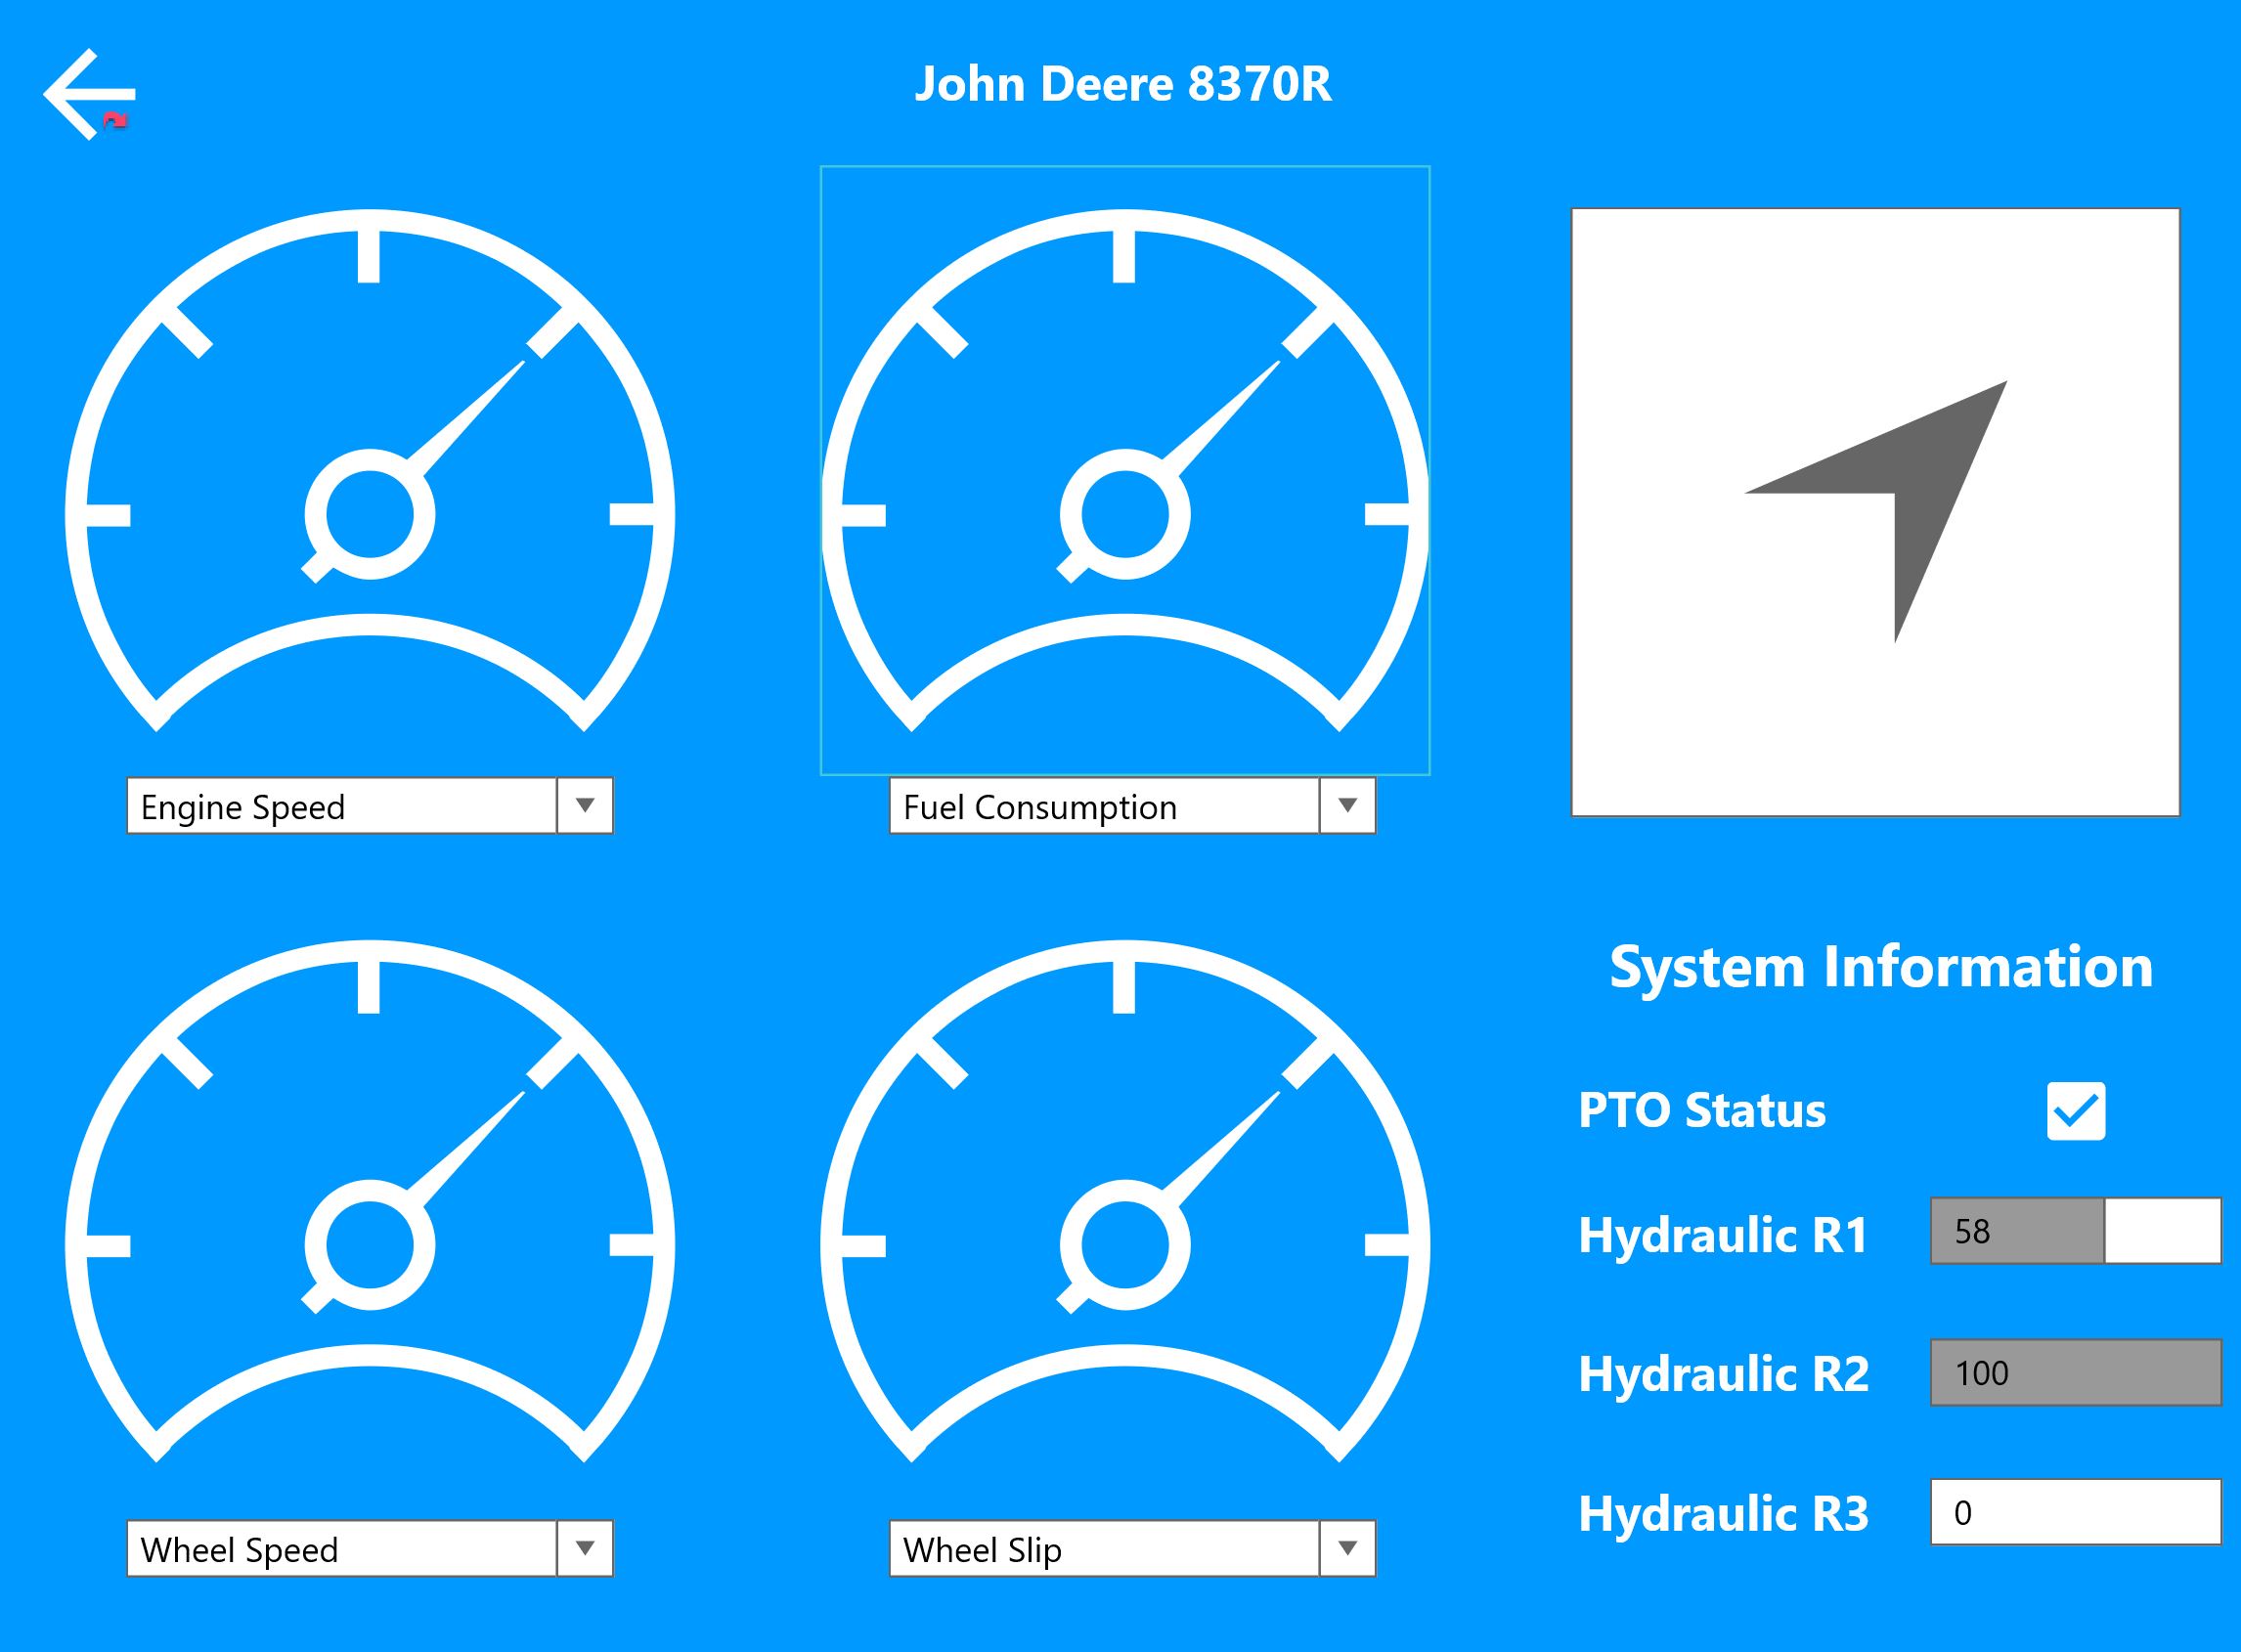 John Deere 8370R
Engine Speed
Fuel Consumption
System Information
PTO Status
Hydraulic R1
58
Hydraulic R2
100
Hydraulic R3
0
Wheel Speed
Wheel Slip